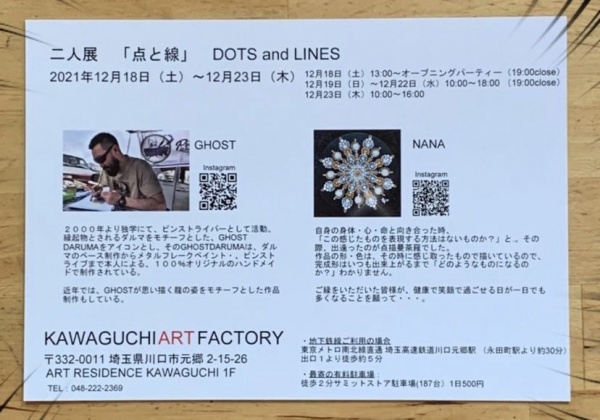 二人展 「点と線」 DOTS and LINES
2021年12月18日（土）～12月23日（木）
12月18日（土）13:00～オープニングパーティー（19:00close）
12月19日（日）～12月22日（水）10:00～18:00 （19:00close）
12月23日（木）10:00～16:00
GHOST
Instagram
２０００年より独学にて、ピンストライパーとして活動。
縁起物とされるダルマをモチーフとした、GHOST
DARUMAをアイコンとし、そのGHOSTDARUMAは、ダル
マのベース制作からメタルフレークペイント・、ピンスト
ライプまで本人による、１００％オリジナルのハンドメイ
ドで制作されている。
近年では、GHOSTが思い描く龍の姿をモチーフとした作品
制作もしている。
NANA
Instagram
自身の身体・心・命と向き合った時、
「この感じたものを表現する方法はないものか？」と.。その
際、出逢ったのが点描曼荼羅でした。
作品の形・色は、その時に感じ取ったもので描いているので、
完成形はいつも出来上がるまで「どのようなものになるの
か？」わかりません。
ご縁をいただいた皆様が、健康で笑顔で過ごせる日が一日でも
多くなることを願って・・・。
KAWAGUCHI ART FACTORY
〒332-0011 埼玉県川口市元郷 2-15-26
ART RESIDENCE KAWAGUCHI 1F
TEL： 048-222-2369
・地下鉄線ご利用の場合
東京メトロ南北線直通 埼玉高速鉄道川口元郷駅 （永田町駅より約30分）
出口１より徒歩約５分
・最寄の有料駐車場：
徒歩２分サミットストア駐車場(187台）1日500円